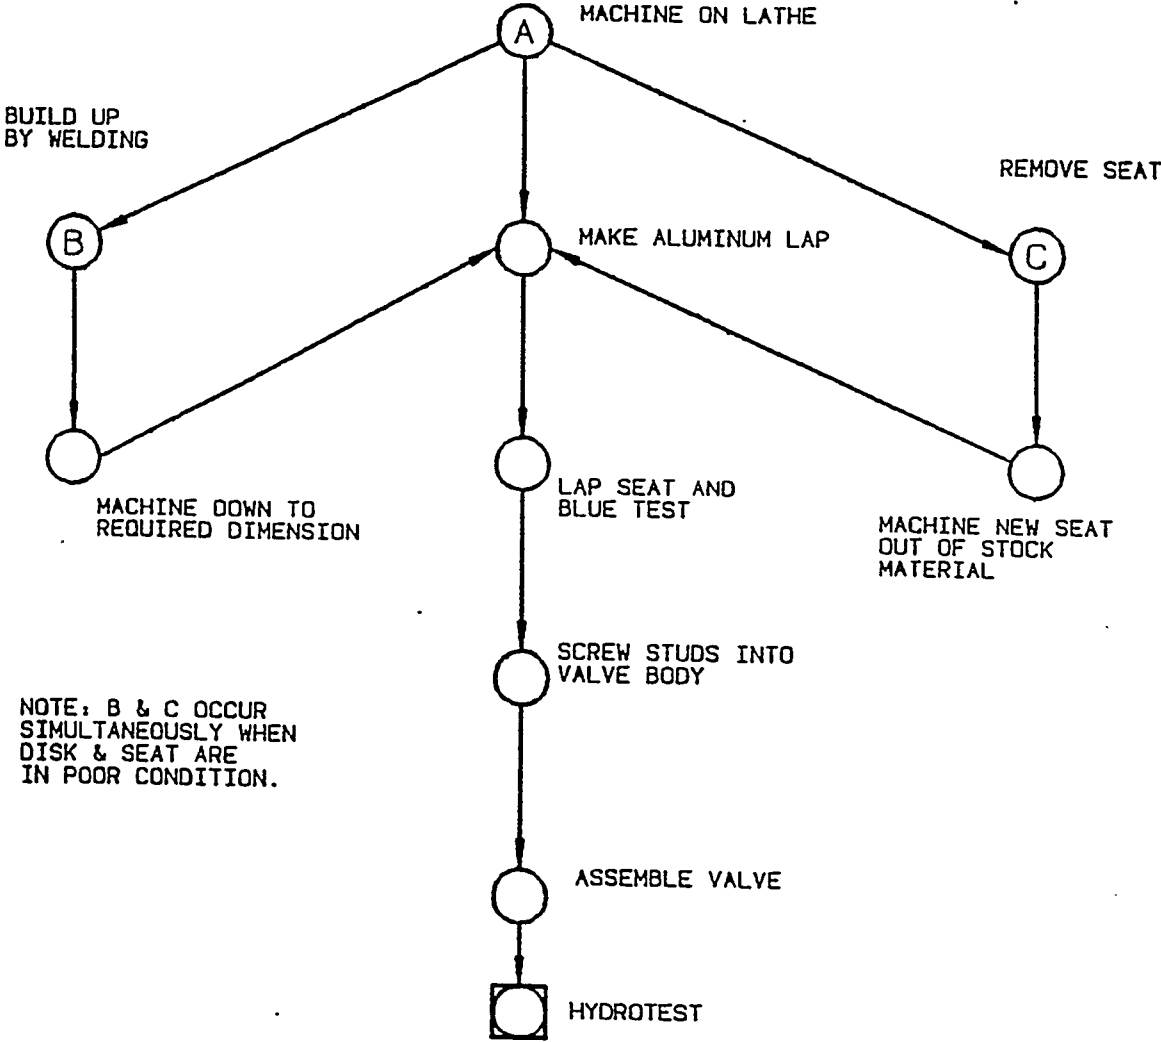 A
MACHINE ON LATHE
BUILD UP
BY WELDING
REMOVE SEAT
B
MAKE ALUMINUM LAP
C
LAP SEAT AND
BLUE TEST
MACHINE DOWN TO
REQUIRED DIMENSION
MACHINE NEW SEAT
OUT OF STOCK
MATERIAL
SCREW STUDS INTO
VALVE BODY
NOTE: B & C OCCUR
SIMULTANEOUSLY WHEN
DISK & SEAT ARE
IN POOR CONDITION.
ASSEMBLE VALVE
HYDROTEST